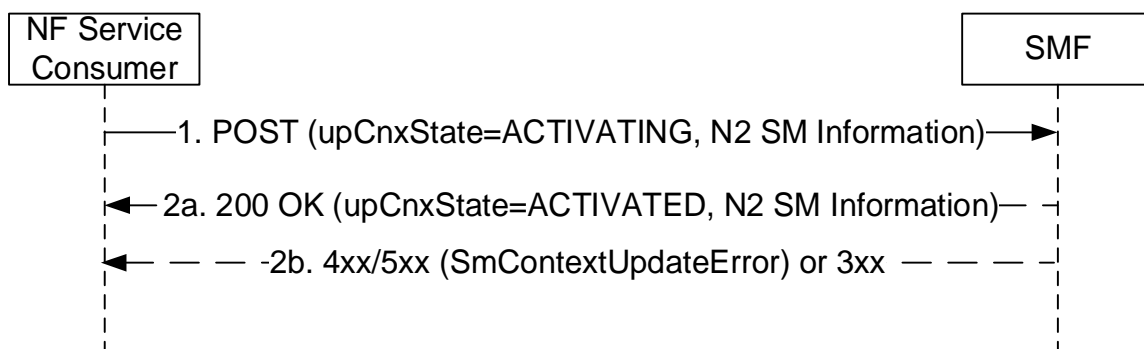 NF Service
Consumer
SMF
1. POST (upCnxState=ACTIVATING, N2 SM Information)
2a. 200 OK (upCnxState=ACTIVATED, N2 SM Information)
2b. 4xx/5xx (SmContextUpdateError) or 3xx